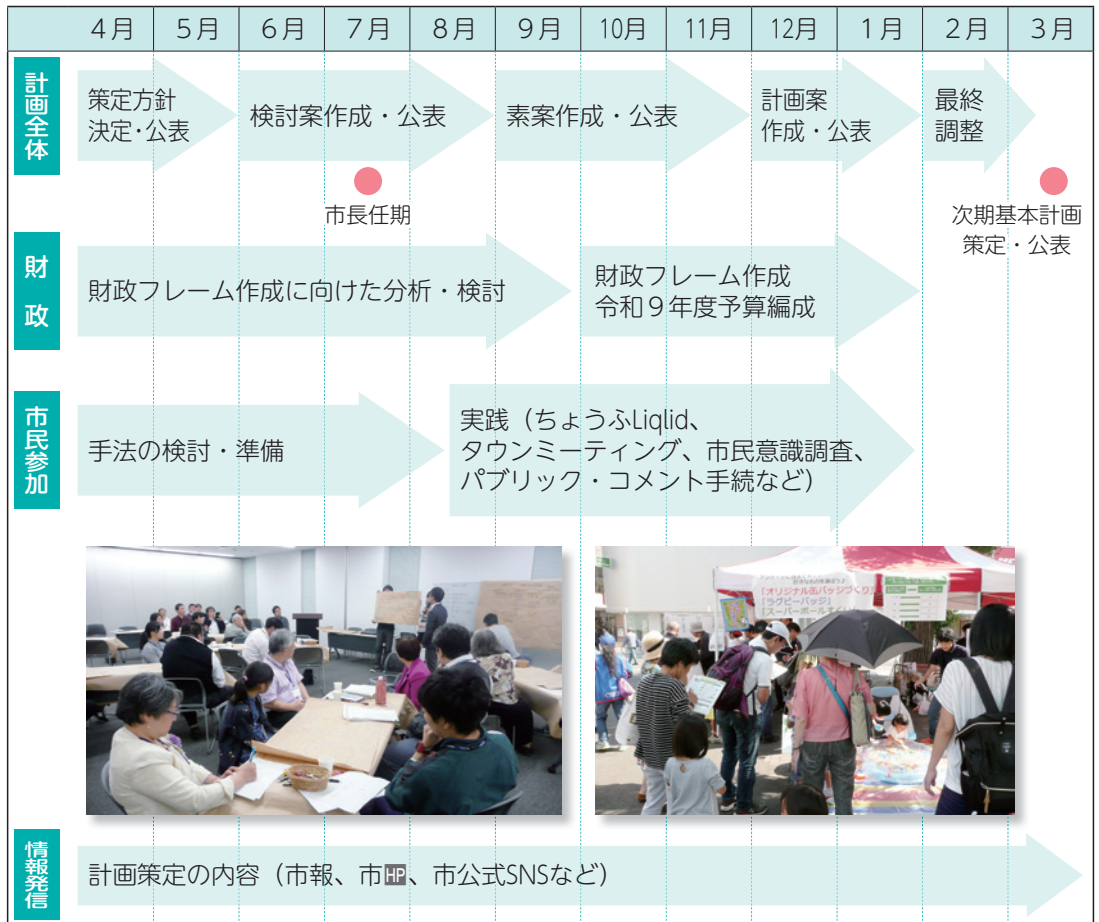 4月 5月 6月 7月 8月 9月 10月 11月 12月 1月 2月 3月
計画全体
策定方針
決定・公表
検討案作成・公表
素案作成・公表
計画案
作成・公表
最終
調整
市長任期
次期基本計画
策定・公表
財政
財政フレーム作成に向けた分析・検討
財政フレーム作成
令和9年度予算編成
市民参加
手法の検討・準備
実践（ちょうふLiqlid、
タウンミーティング、市民意識調査、
パブリック・コメント手続など）
「オリジナル缶バッジづくり」
「ラグビーバッジ」
情報発信
計画策定の内容（市報、市HP、市公式SNSなど）